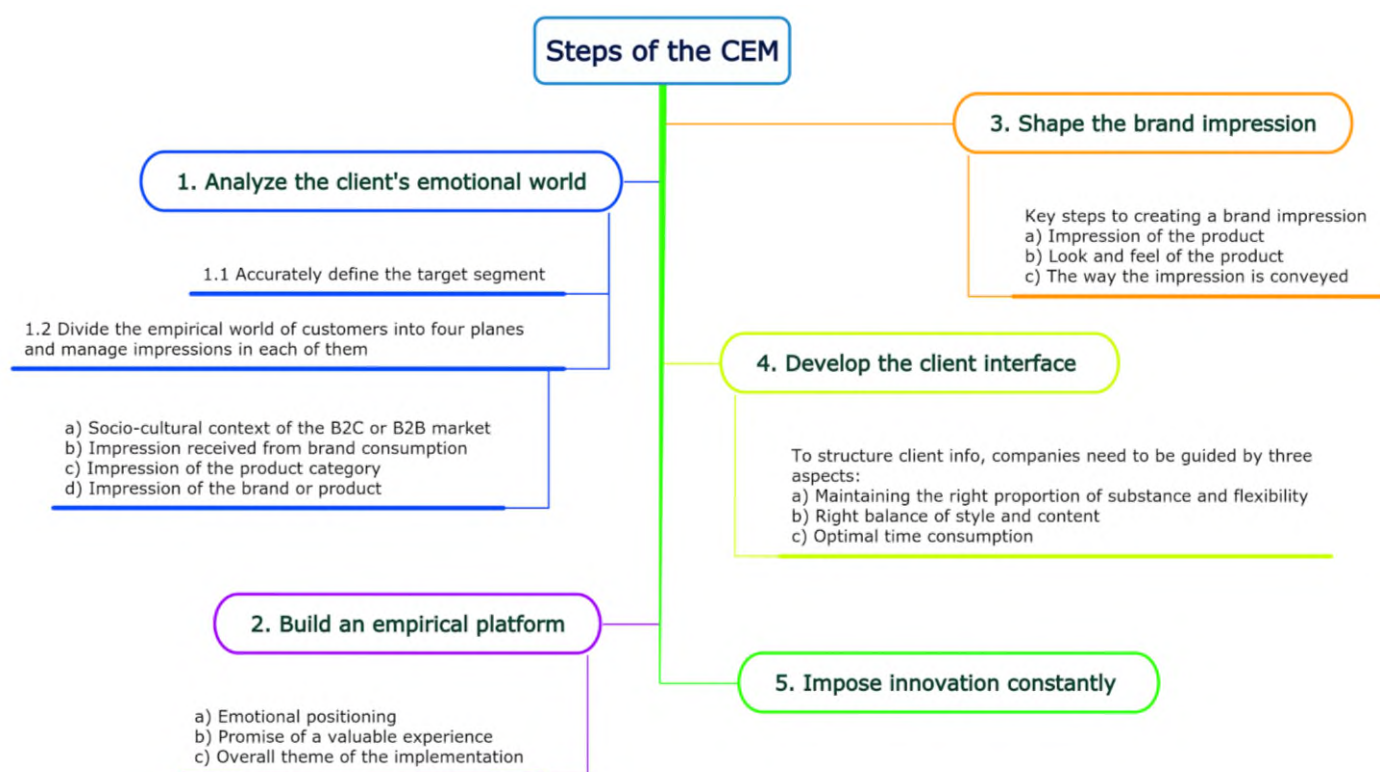 Steps of the CEM
1. Analyze the client's emotional world
1.1 Accurately define the target segment
1.2 Divide the empirical world of customers into four planes
and manage impressions in each of them
a) Socio-cultural context of the B2C or B2B market
b) Impression received from brand consumption
c) Impression of the product category
d) Impression of the brand or product
2. Build an empirical platform
a) Emotional positioning
b) Promise of a valuable experience
c) Overall theme of the implementation
3. Shape the brand impression
Key steps to creating a brand impression
a) Impression of the product
b) Look and feel of the product
c) The way the impression is conveyed
4. Develop the client interface
To structure client info, companies need to be guided by three
aspects:
a) Maintaining the right proportion of substance and flexibility
b) Right balance of style and content
c) Optimal time consumption
5. Impose innovation constantly